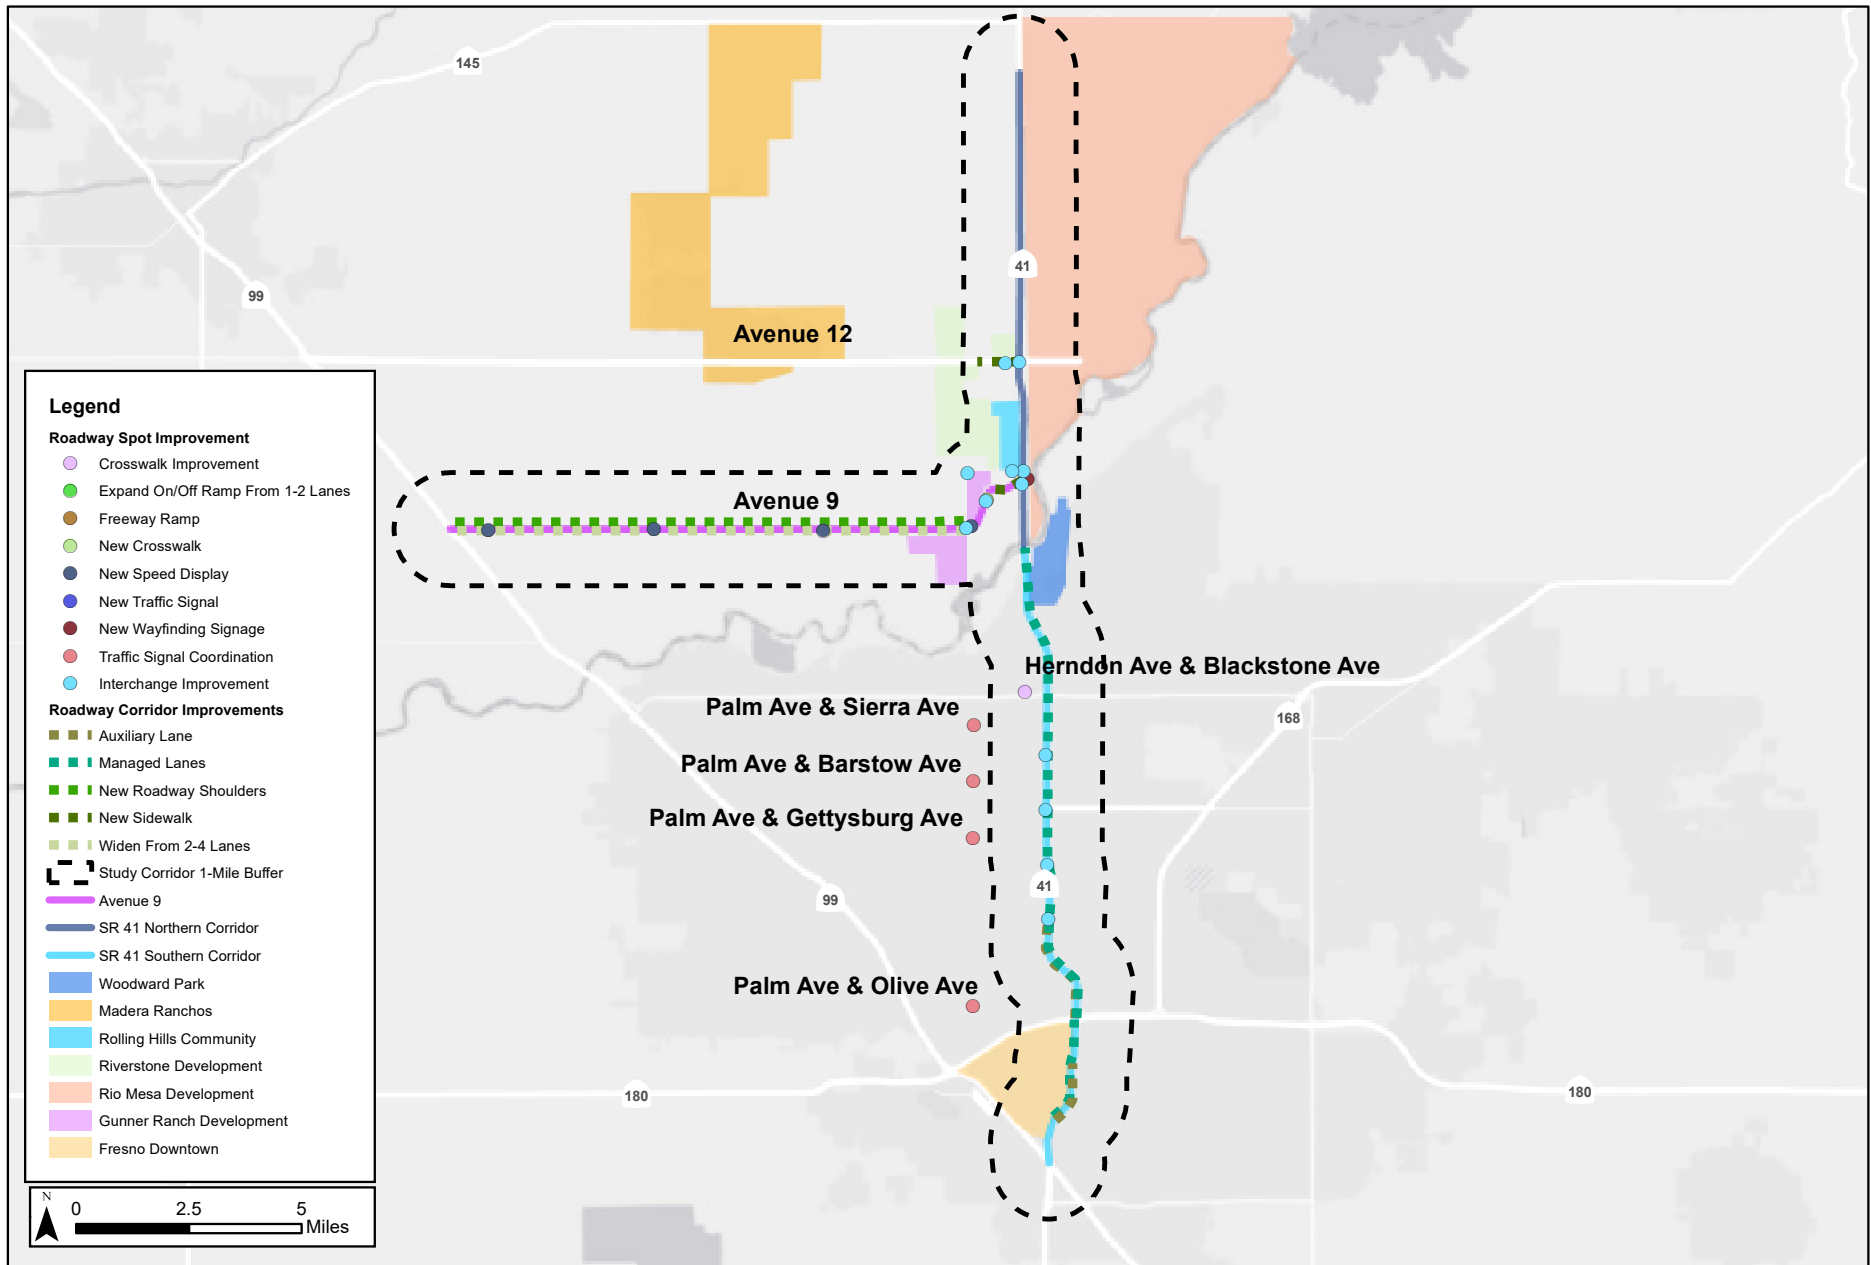 145
41
99
Avenue 12
Avenue 9
Herndon Ave & Blackstone Ave
Palm Ave & Sierra Ave
168
Palm Ave & Barstow Ave
Palm Ave & Gettysburg Ave
41
99
Palm Ave & Olive Ave
180
180
Legend
Roadway Spot Improvement
Crosswalk Improvement
Expand On/Off Ramp From 1-2 Lanes
Freeway Ramp
New Crosswalk
New Speed Display
New Traffic Signal
New Wayfinding Signage
Traffic Signal Coordination
Interchange Improvement
Roadway Corridor Improvements
Auxiliary Lane
Managed Lanes
New Roadway Shoulders
New Sidewalk
Widen From 2-4 Lanes
Study Corridor 1-Mile Buffer
Avenue 9
SR 41 Northern Corridor
SR 41 Southern Corridor
Woodward Park
Madera Ranchos
Rolling Hills Community
Riverstone Development
Rio Mesa Development
Gunner Ranch Development
Fresno Downtown
N
0 2.5 5
Miles